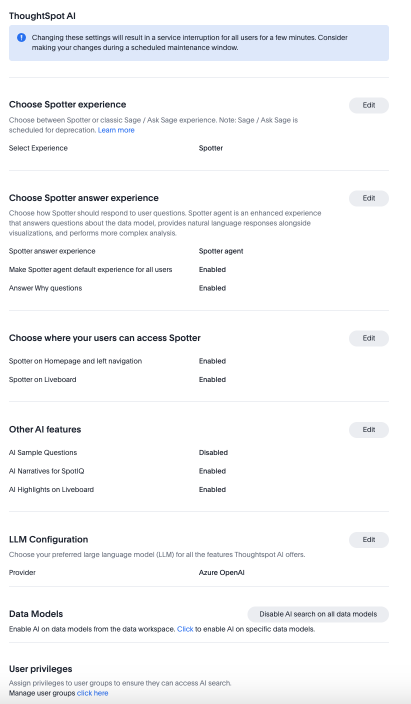 ThoughtSpot AI
Changing these settings will result in a service interruption for all users for a few minutes. Consider
making your changes during a scheduled maintenance window.
Choose Spotter experience
Edit
Choose between Spotter or classic Sage / Ask Sage experience. Note: Sage / Ask Sage is
scheduled for deprecation. Learn more
Select Experience Spotter
Choose Spotter answer experience
Edit
Choose how Spotter should respond to user questions. Spotter agent is an enhanced experience
that answers questions about the data model, provides natural language responses alongside
visualizations, and performs more complex analysis.
Spotter answer experience Spotter agent
Make Spotter agent default experience for all users Enabled
Answer Why questions Enabled
Choose where your users can access Spotter
Edit
Spotter on Homepage and left navigation Enabled
Spotter on Liveboard Enabled
Other AI features
Edit
AI Sample Questions Disabled
AI Narratives for SpotIQ Enabled
AI Highlights on Liveboard Enabled
LLM Configuration
Edit
Choose your preferred large language model (LLM) for all the features Thoughtspot AI offers.
Provider Azure OpenAI
Data Models
Disable AI search on all data models
Enable AI on data models from the data workspace. Click to enable AI on specific data models.
User privileges
Assign privileges to user groups to ensure they can access AI search.
Manage user groups click here